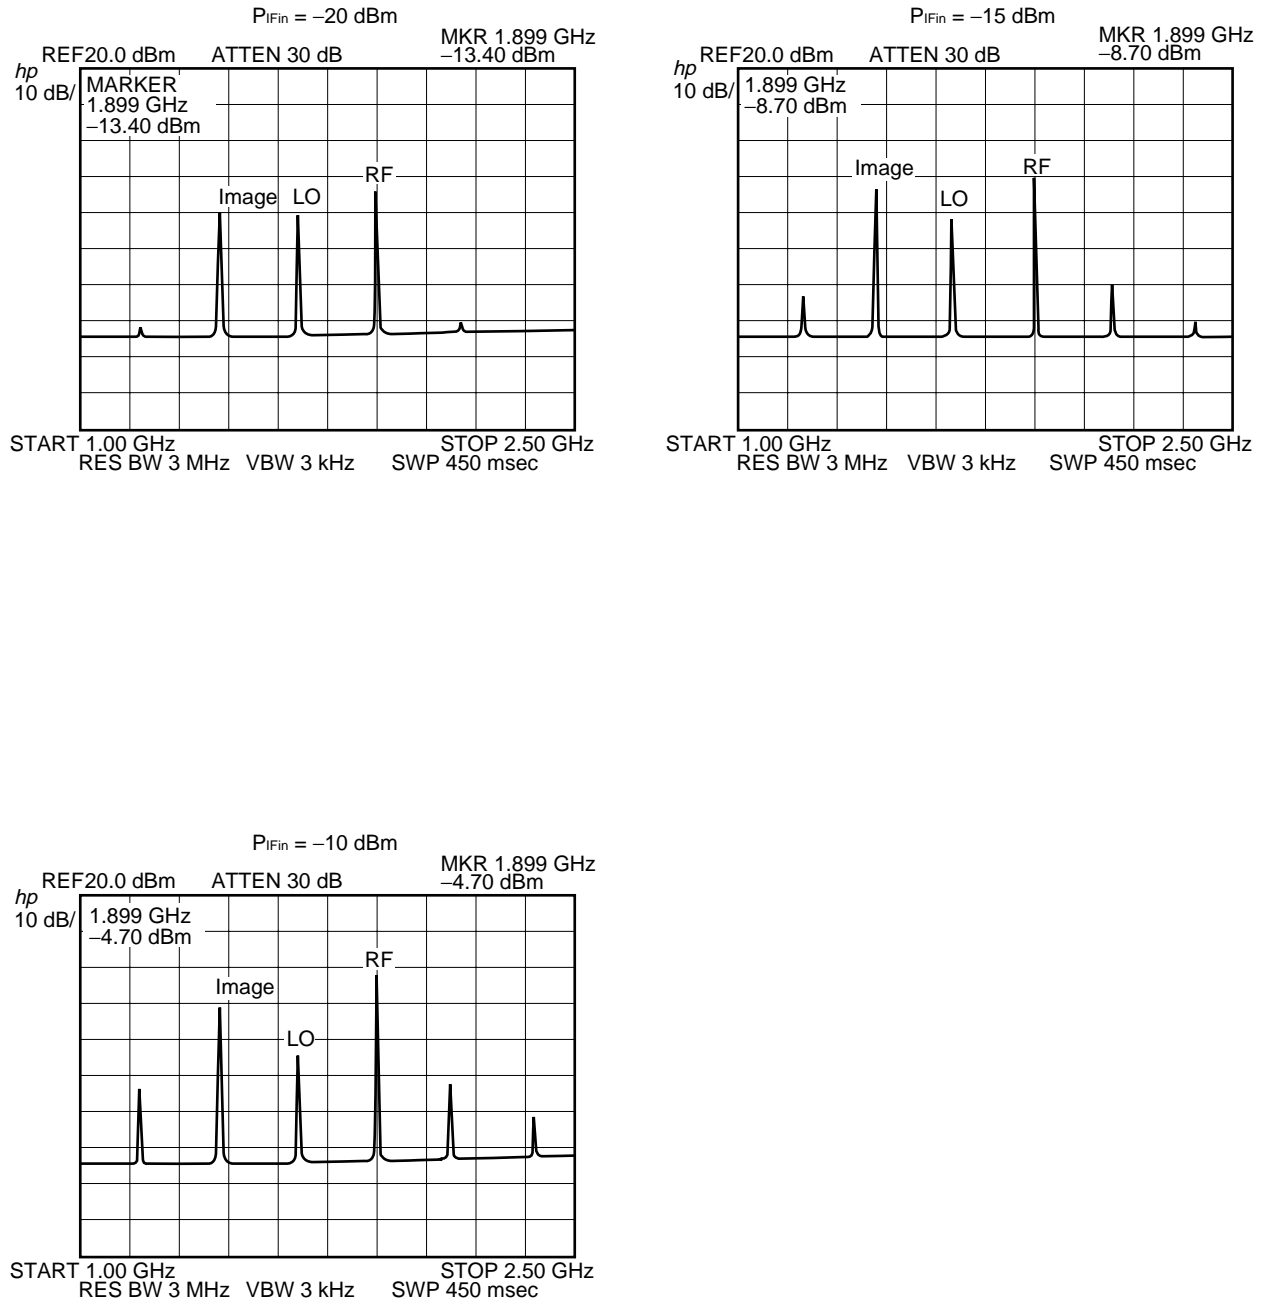 PIFin = −20 dBm
MKR 1.899 GHz
REF20.0 dBm ATTEN 30 dB −13.40 dBm
hp
10 dB/
MARKER
1.899 GHz
−13.40 dBm
Image LO RF
START 1.00 GHz STOP 2.50 GHz
RES BW 3 MHz VBW 3 kHz SWP 450 msec
PIFin = −15 dBm
MKR 1.899 GHz
REF20.0 dBm ATTEN 30 dB −8.70 dBm
hp
10 dB/
1.899 GHz
−8.70 dBm
Image LO RF
START 1.00 GHz STOP 2.50 GHz
RES BW 3 MHz VBW 3 kHz SWP 450 msec
PIFin = −10 dBm
MKR 1.899 GHz
REF20.0 dBm ATTEN 30 dB −4.70 dBm
hp
10 dB/
1.899 GHz
−4.70 dBm
Image LO RF
START 1.00 GHz STOP 2.50 GHz
RES BW 3 MHz VBW 3 kHz SWP 450 msec